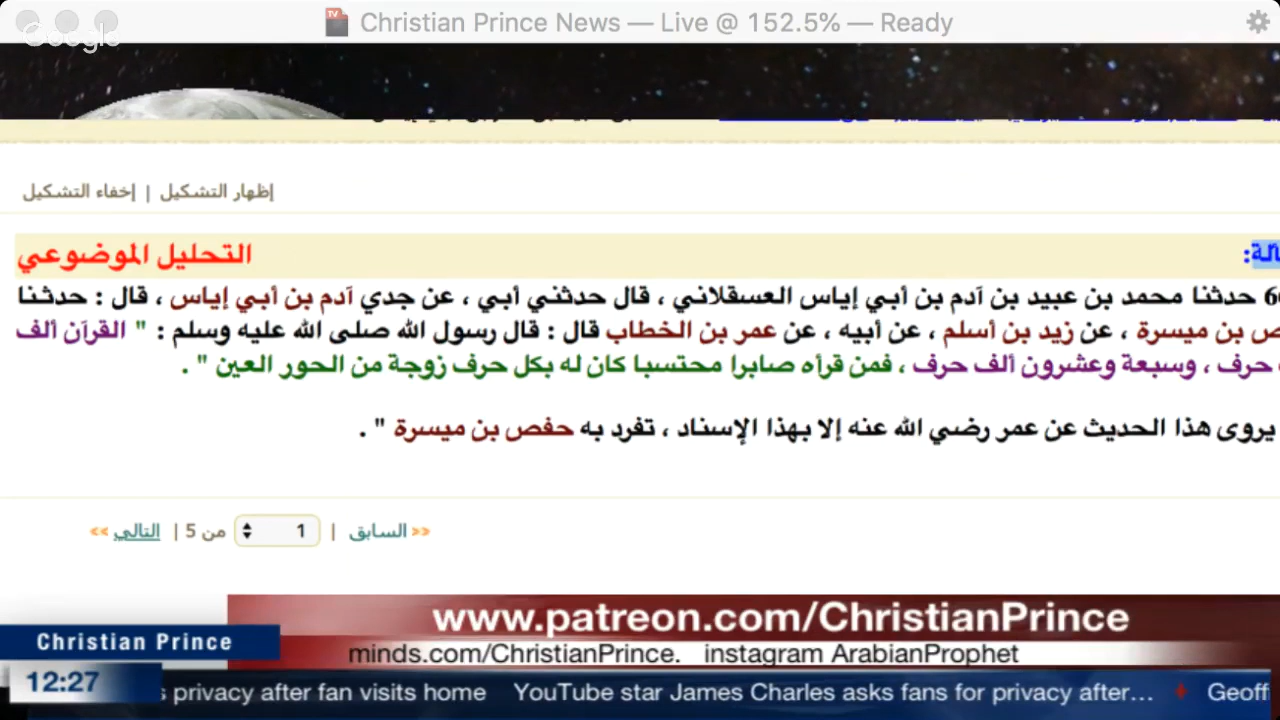 Christian Prince News — Live @ 152.5% — Ready
Google
إظهار التشكيل | إخفاء التشكيل
التحليل الموضوعي
حدثنا محمد بن عبيد بن آدم بن أبي إياس العسقلاني ، قال حدثني أبي ، عن جدي آدم بن أبي إياس ، قال : حدثنا
بن ميسرة ، عن زيد بن أسلم ، عن أبيه ، عن عمر بن الخطاب قال : قال رسول الله صلى الله عليه وسلم : " القرآن ألف
حرف ، وسبعة وعشرون ألف حرف ، فمن قرأه صابرا محتسبا كان له بكل حرف زوجة من الحور العين " .
يروى هذا الحديث عن عمر رضي الله عنه إلا بهذا الإسناد ، تفرد به حفص بن ميسرة " .
<< السابق | 1 من 5 | التالي >>
www.patreon.com/ChristianPrince
minds.com/ChristianPrince. instagram ArabianProphet
Christian Prince
12:27
privacy after fan visits home YouTube star James Charles asks fans for privacy after...